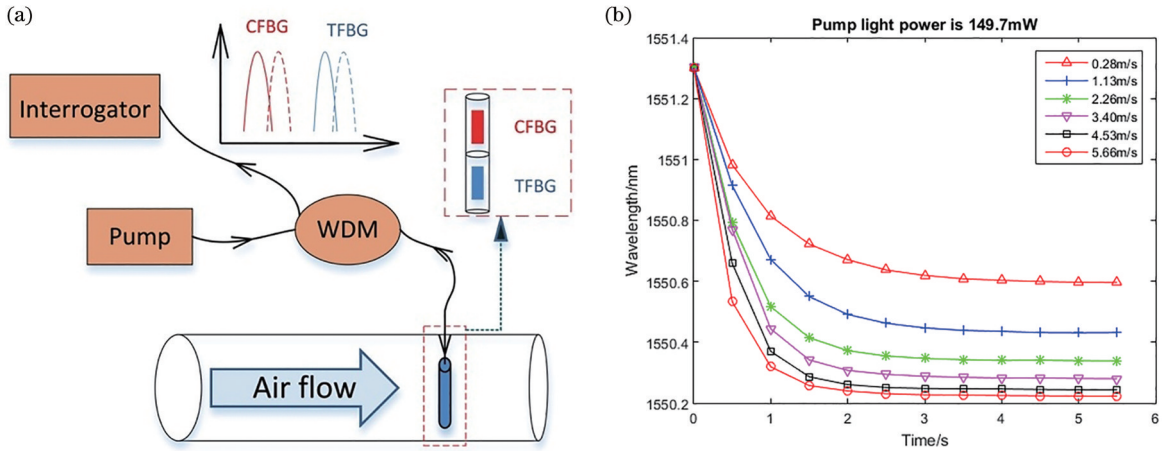 (a)
CFBG
TFBG
Interrogator
Pump
WDM
CFBG
TFBG
Air flow
(b)
Pump light power is 149.7mW
1551.4
1551.2
1551
1550.8
1550.6
1550.4
1550.2
Wavelength/nm
0
1
2
3
4
5
6
Time/s
0.28m/s
1.13m/s
2.26m/s
3.40m/s
4.53m/s
5.66m/s